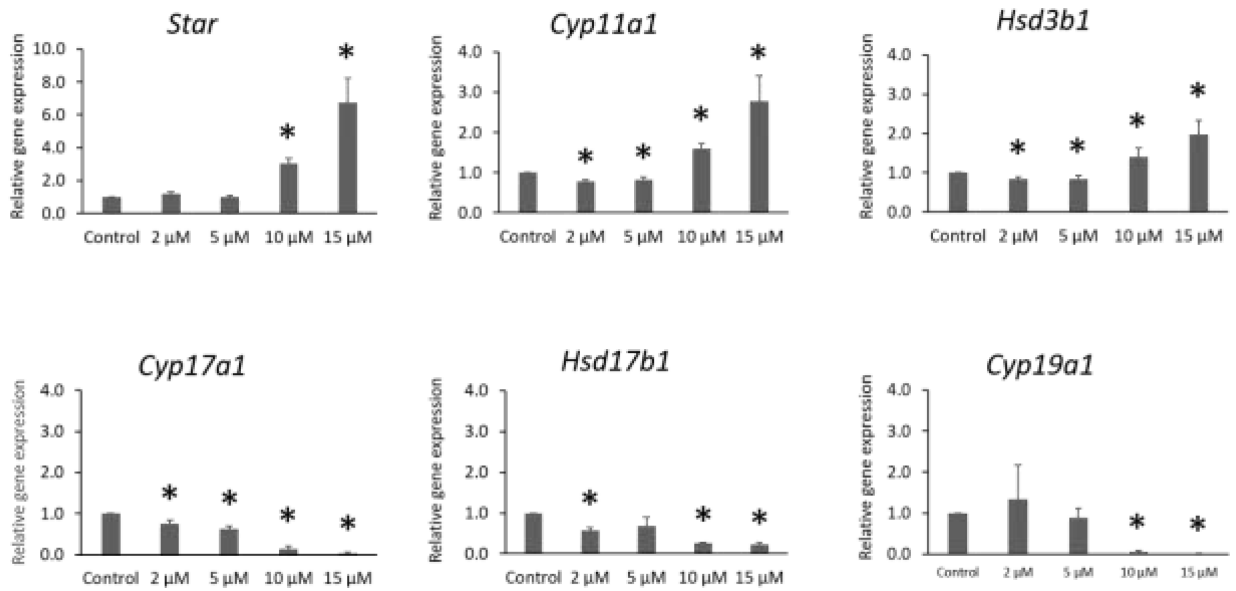 Star
Relative gene expression
10.0
8.0
6.0
4.0
2.0
0.0
*
*
Control 2 µM 5 µM 10 µM 15 µM
Cyp11a1
Relative gene expression
4.0
3.0
2.0
1.0
0.0
*
*
*
*
Control 2 µM 5 µM 10 µM 15 µM
Hsd3b1
Relative gene expression
4.0
3.0
2.0
1.0
0.0
*
*
*
*
Control 2 µM 5 µM 10 µM 15 µM
Cyp17a1
Relative gene expression
4.0
3.0
2.0
1.0
0.0
*
*
*
*
Control 2 µM 5 µM 10 µM 15 µM
Hsd17b1
Relative gene expression
4.0
3.0
2.0
1.0
0.0
*
*
*
Control 2 µM 5 µM 10 µM 15 µM
Cyp19a1
Relative gene expression
4.0
3.0
2.0
1.0
0.0
*
*
Control 2 µM 5 µM 10 µM 15 µM